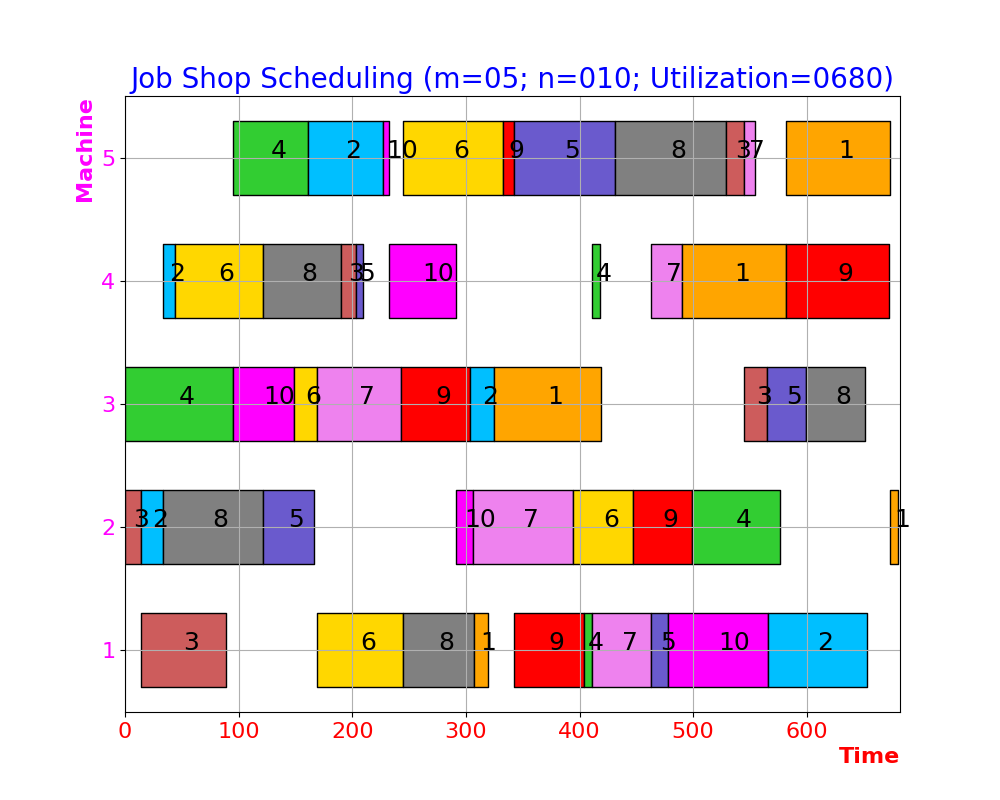 Job Shop Scheduling (m=05; n=010; Utilization=0680)
Machine
5
4 2 10 6 9 5 8 3 7 1
4
2 6 8 3 5 10 4 7 1 9
3
4 10 6 7 9 2 1 3 5 8
2
3 2 8 5 10 7 6 9 4 1
1
3 6 8 1 9 4 7 5 10 2
0 100 200 300 400 500 600
Time